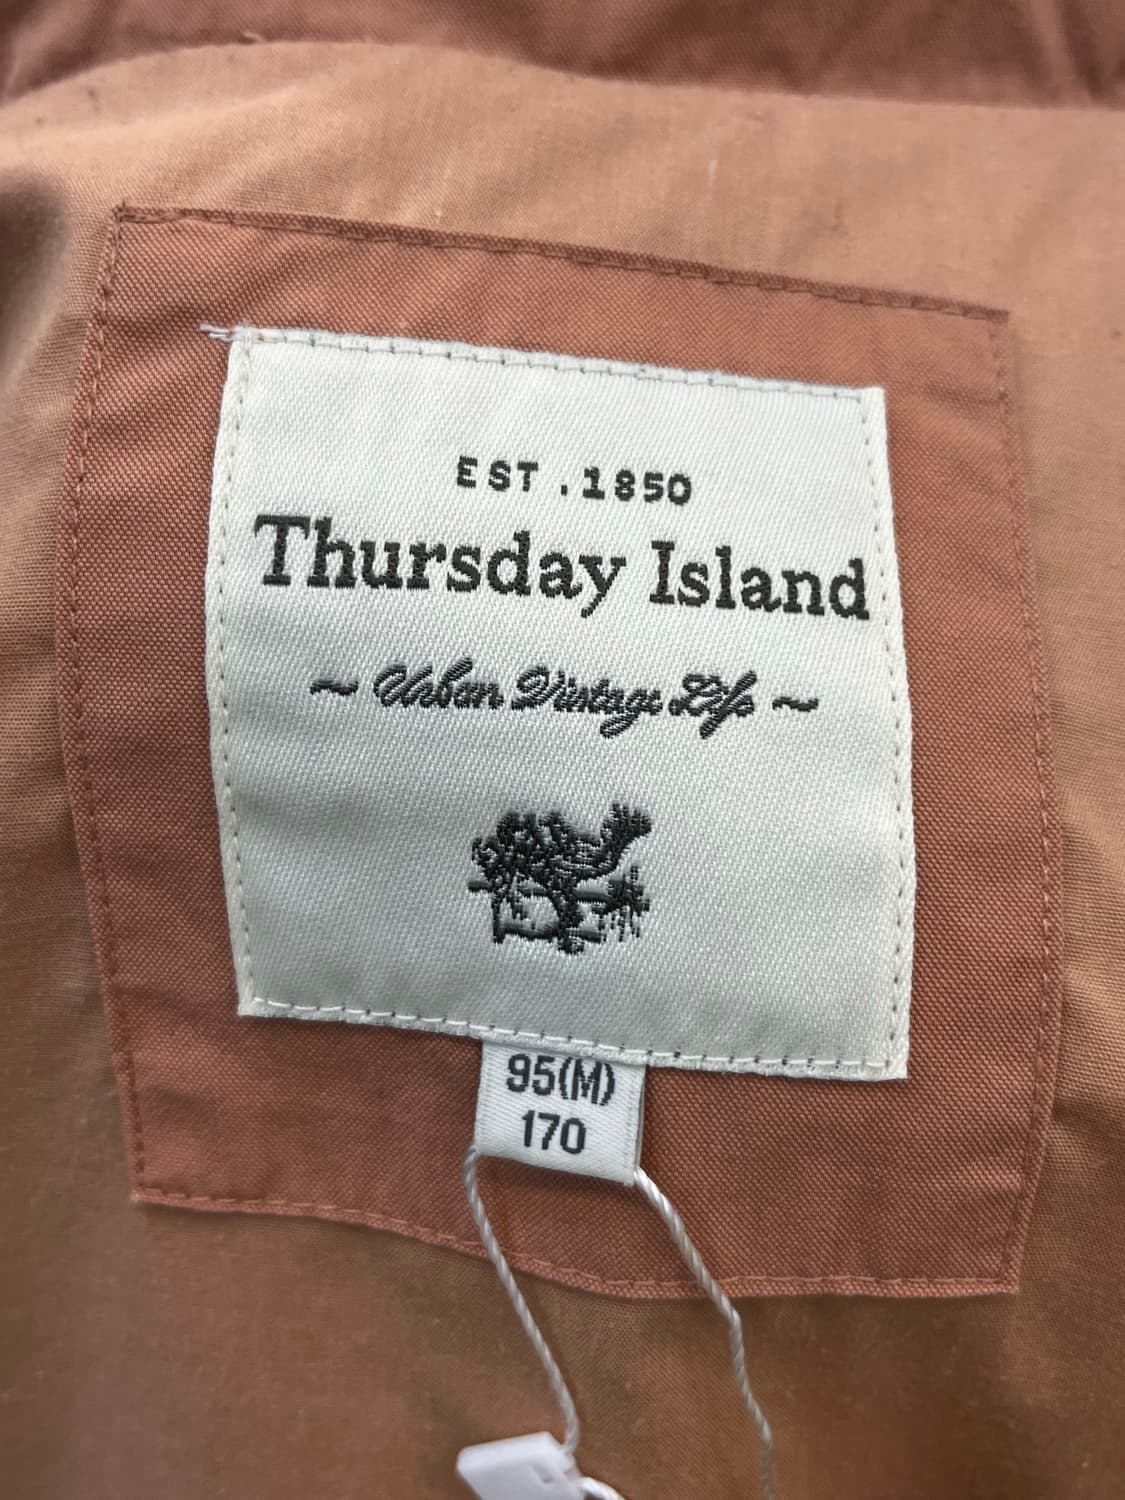 EST.1850
Thursday Island
~ Urban Vintage Life ~
95(M)
170